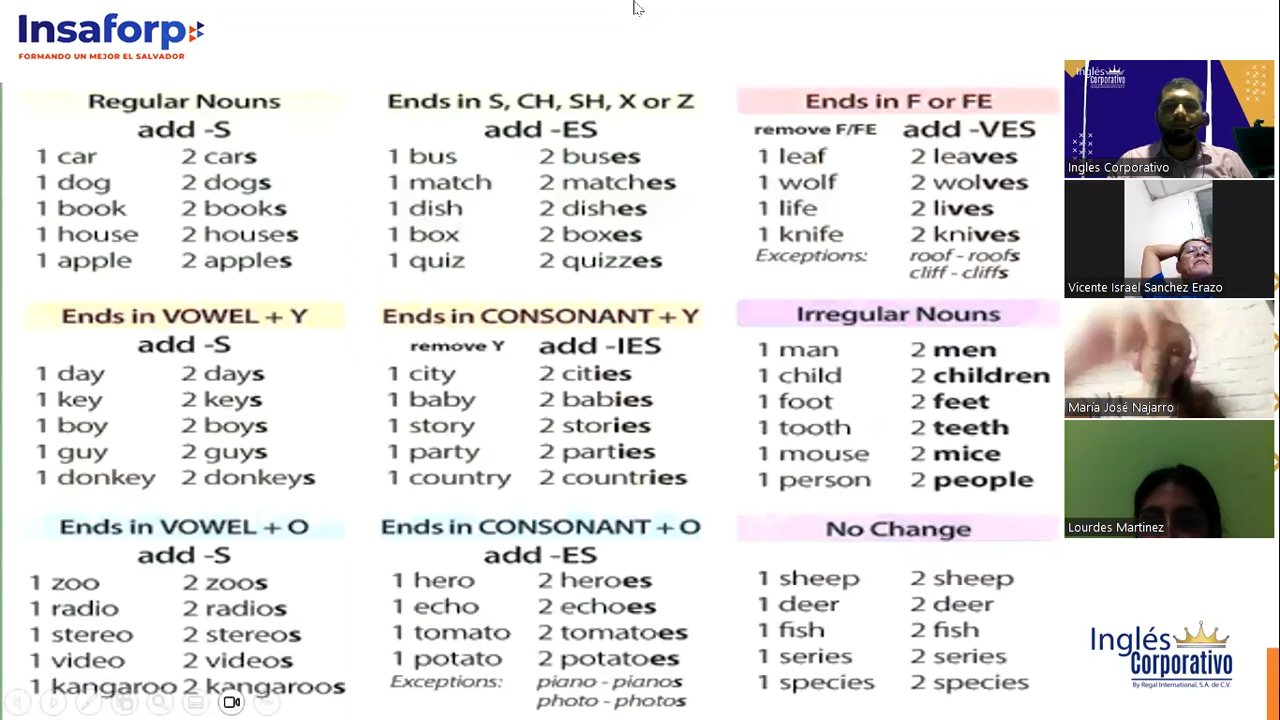 Insaforp
FORMANDO UN MEJOR EL SALVADOR
Regular Nouns
add -S
1 car 2 cars
1 dog 2 dogs
1 book 2 books
1 house 2 houses
1 apple 2 apples
Ends in S, CH, SH, X or Z
add -ES
1 bus 2 buses
1 match 2 matches
1 dish 2 dishes
1 box 2 boxes
1 quiz 2 quizzes
Ends in F or FE
remove F/FE add -VES
1 leaf 2 leaves
1 wolf 2 wolves
1 life 2 lives
1 knife 2 knives
Exceptions: roof - roofs
cliff - cliffs
Ends in VOWEL + Y
add -S
1 day 2 days
1 key 2 keys
1 boy 2 boys
1 guy 2 guys
1 donkey 2 donkeys
Ends in CONSONANT + Y
remove Y add -IES
1 city 2 cities
1 baby 2 babies
1 story 2 stories
1 party 2 parties
1 country 2 countries
Irregular Nouns
1 man 2 men
1 child 2 children
1 foot 2 feet
1 tooth 2 teeth
1 mouse 2 mice
1 person 2 people
Ends in VOWEL + O
add -S
1 zoo 2 zoos
1 radio 2 radios
1 stereo 2 stereos
1 video 2 videos
1 kangaroo 2 kangaroos
Ends in CONSONANT + O
add -ES
1 hero 2 heroes
1 echo 2 echoes
1 tomato 2 tomatoes
1 potato 2 potatoes
Exceptions: piano - pianos
photo - photos
No Change
1 sheep 2 sheep
1 deer 2 deer
1 fish 2 fish
1 series 2 series
1 species 2 species
Inglés
Corporativo
Ingles Corporativo
Vicente Israel Sanchez Erazo
María José Najarro
Lourdes Martinez
Inglés
Corporativo
By Regal International, S.A. de C.V.